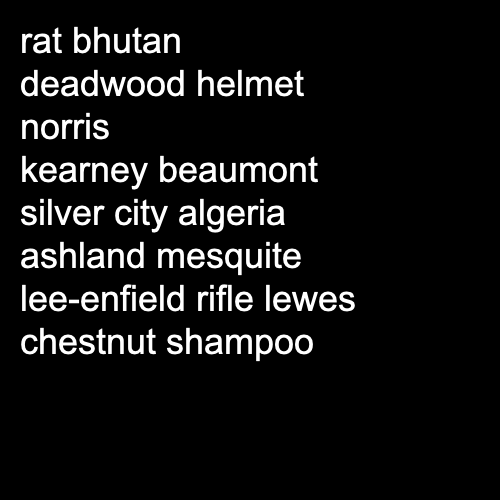 rat bhutan
deadwood helmet
norris
kearney beaumont
silver city algeria
ashland mesquite
lee-enfield rifle lewes
chestnut shampoo